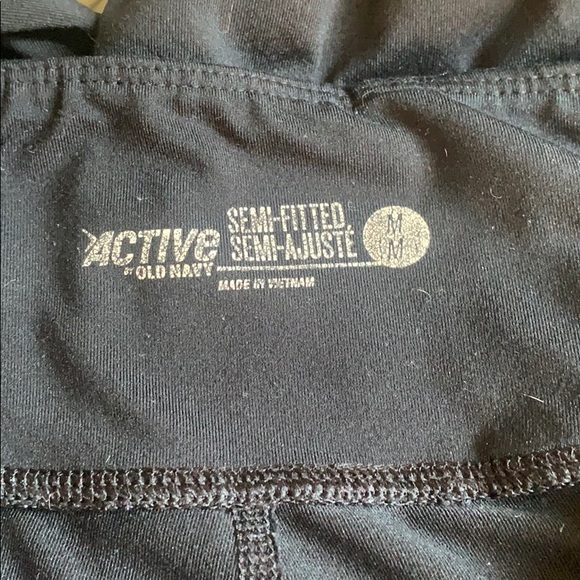 ACTIVE
BY OLD NAVY
SEMI-FITTED
SEMI-AJUSTÉ
M
M
MADE IN VIETNAM